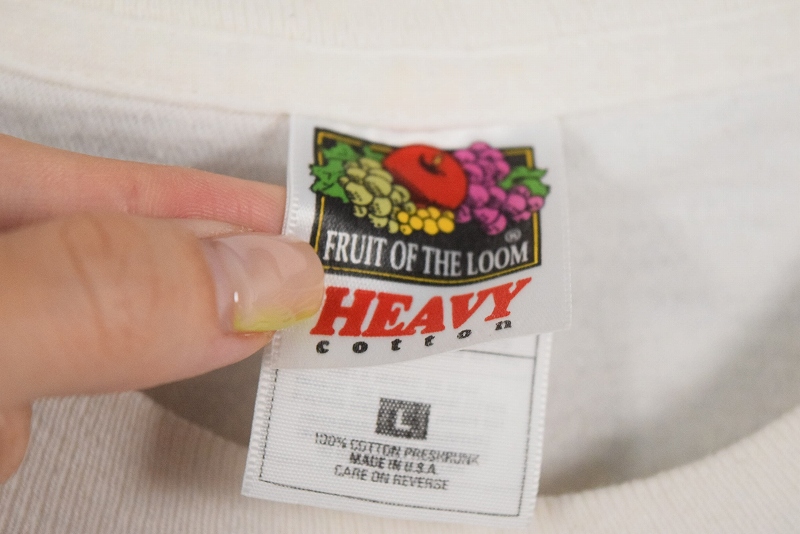 FRUIT OF THE LOOM®
HEAVY
cotton
L
100% COTTON PRESHRUNK
MADE IN U.S.A.
CARE ON REVERSE